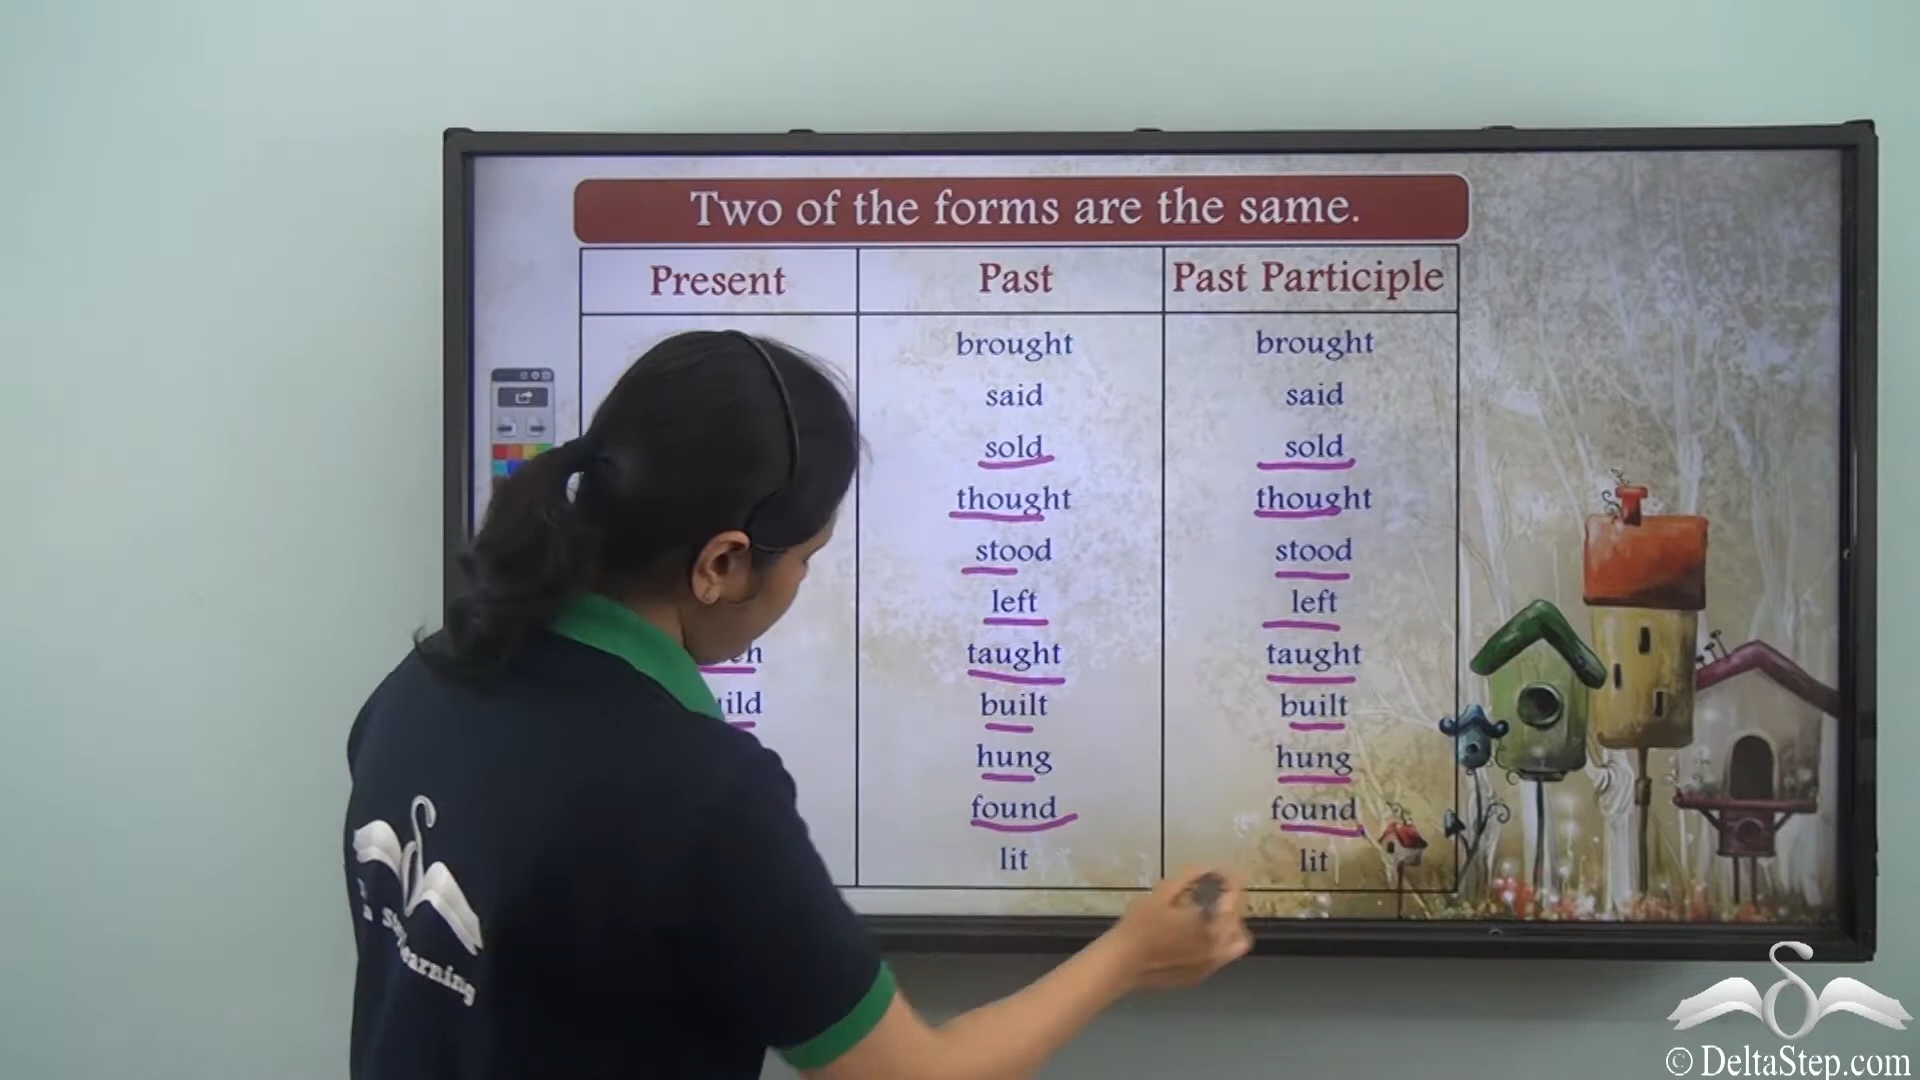 Two of the forms are the same.
Present Past Past Participle
brought brought
said said
sold sold
thought thought
stood stood
left left
taught taught
built built
hung hung
found found
lit lit
© DeltaStep.com